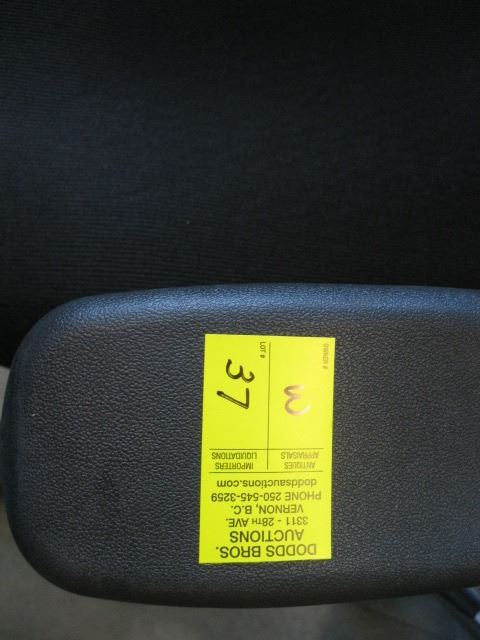 DODDS BROS.
AUCTIONS
3311 - 28TH AVE.
VERNON, B.C.
PHONE 250-545-3259
doddsauctions.com
ANTIQUES IMPORTERS
APPRAISALS LIQUIDATIONS
OWNER #
LOT #
37